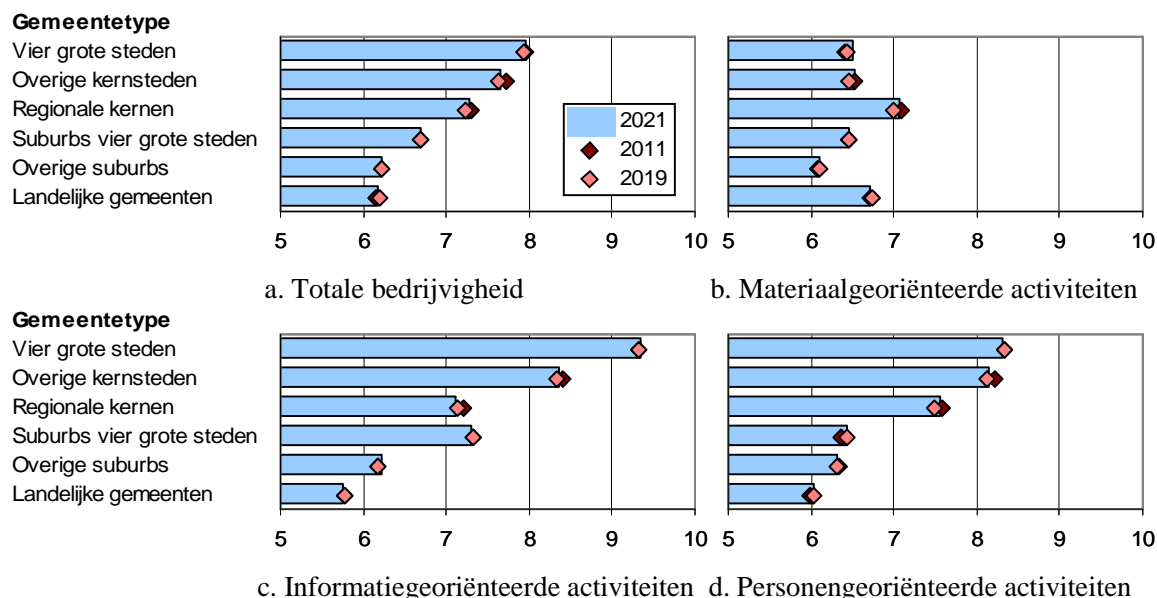 Gemeentetype
Vier grote steden
Overige kernsteden
Regionale kernen
Suburbs vier grote steden
Overige suburbs
Landelijke gemeenten
2021
2011
2019
5 6 7 8 9 10
5 6 7 8 9 10
a. Totale bedrijvigheid
b. Materiaalgeoriënteerde activiteiten
Gemeentetype
Vier grote steden
Overige kernsteden
Regionale kernen
Suburbs vier grote steden
Overige suburbs
Landelijke gemeenten
5 6 7 8 9 10
5 6 7 8 9 10
c. Informatiegeoriënteerde activiteiten
d. Personengeoriënteerde activiteiten